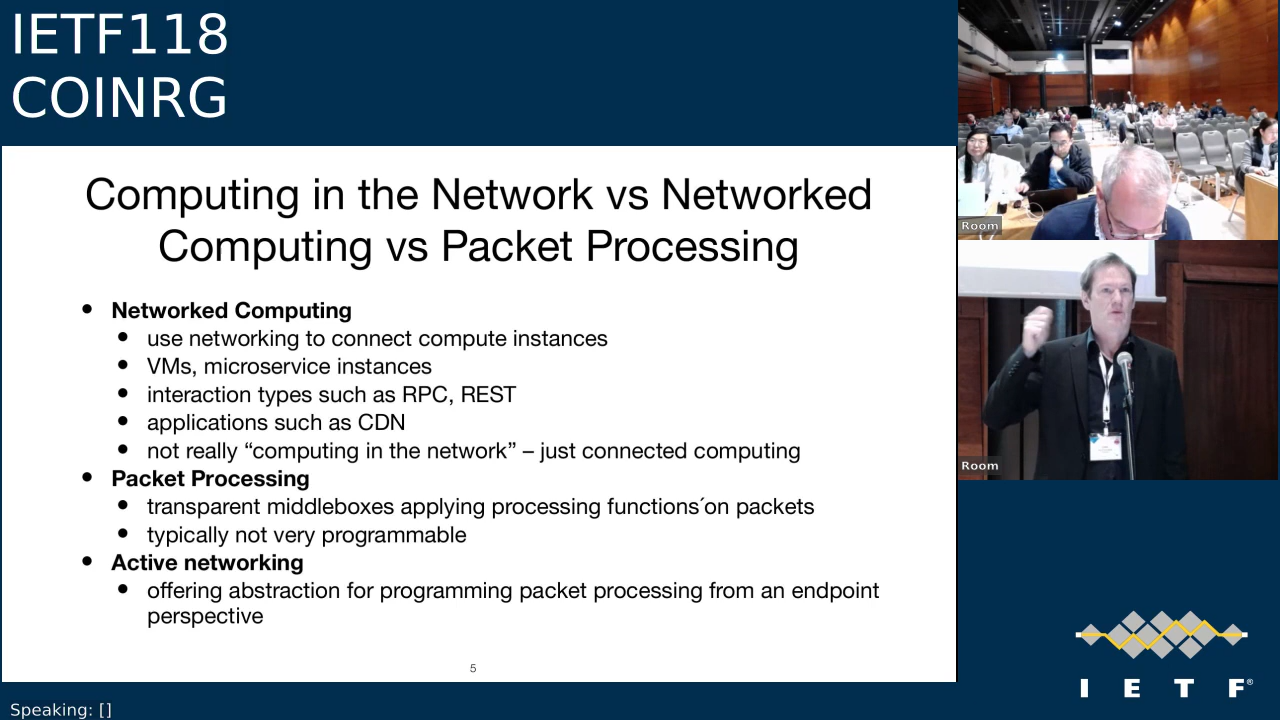 IETF118
COINRG
Computing in the Network vs Networked
Computing vs Packet Processing
• Networked Computing
• use networking to connect compute instances
• VMs, microservice instances
• interaction types such as RPC, REST
• applications such as CDN
• not really “computing in the network” – just connected computing
• Packet Processing
• transparent middleboxes applying processing functions´on packets
• typically not very programmable
• Active networking
• offering abstraction for programming packet processing from an endpoint
perspective
5
Speaking: []
Room
Room
I E T F®